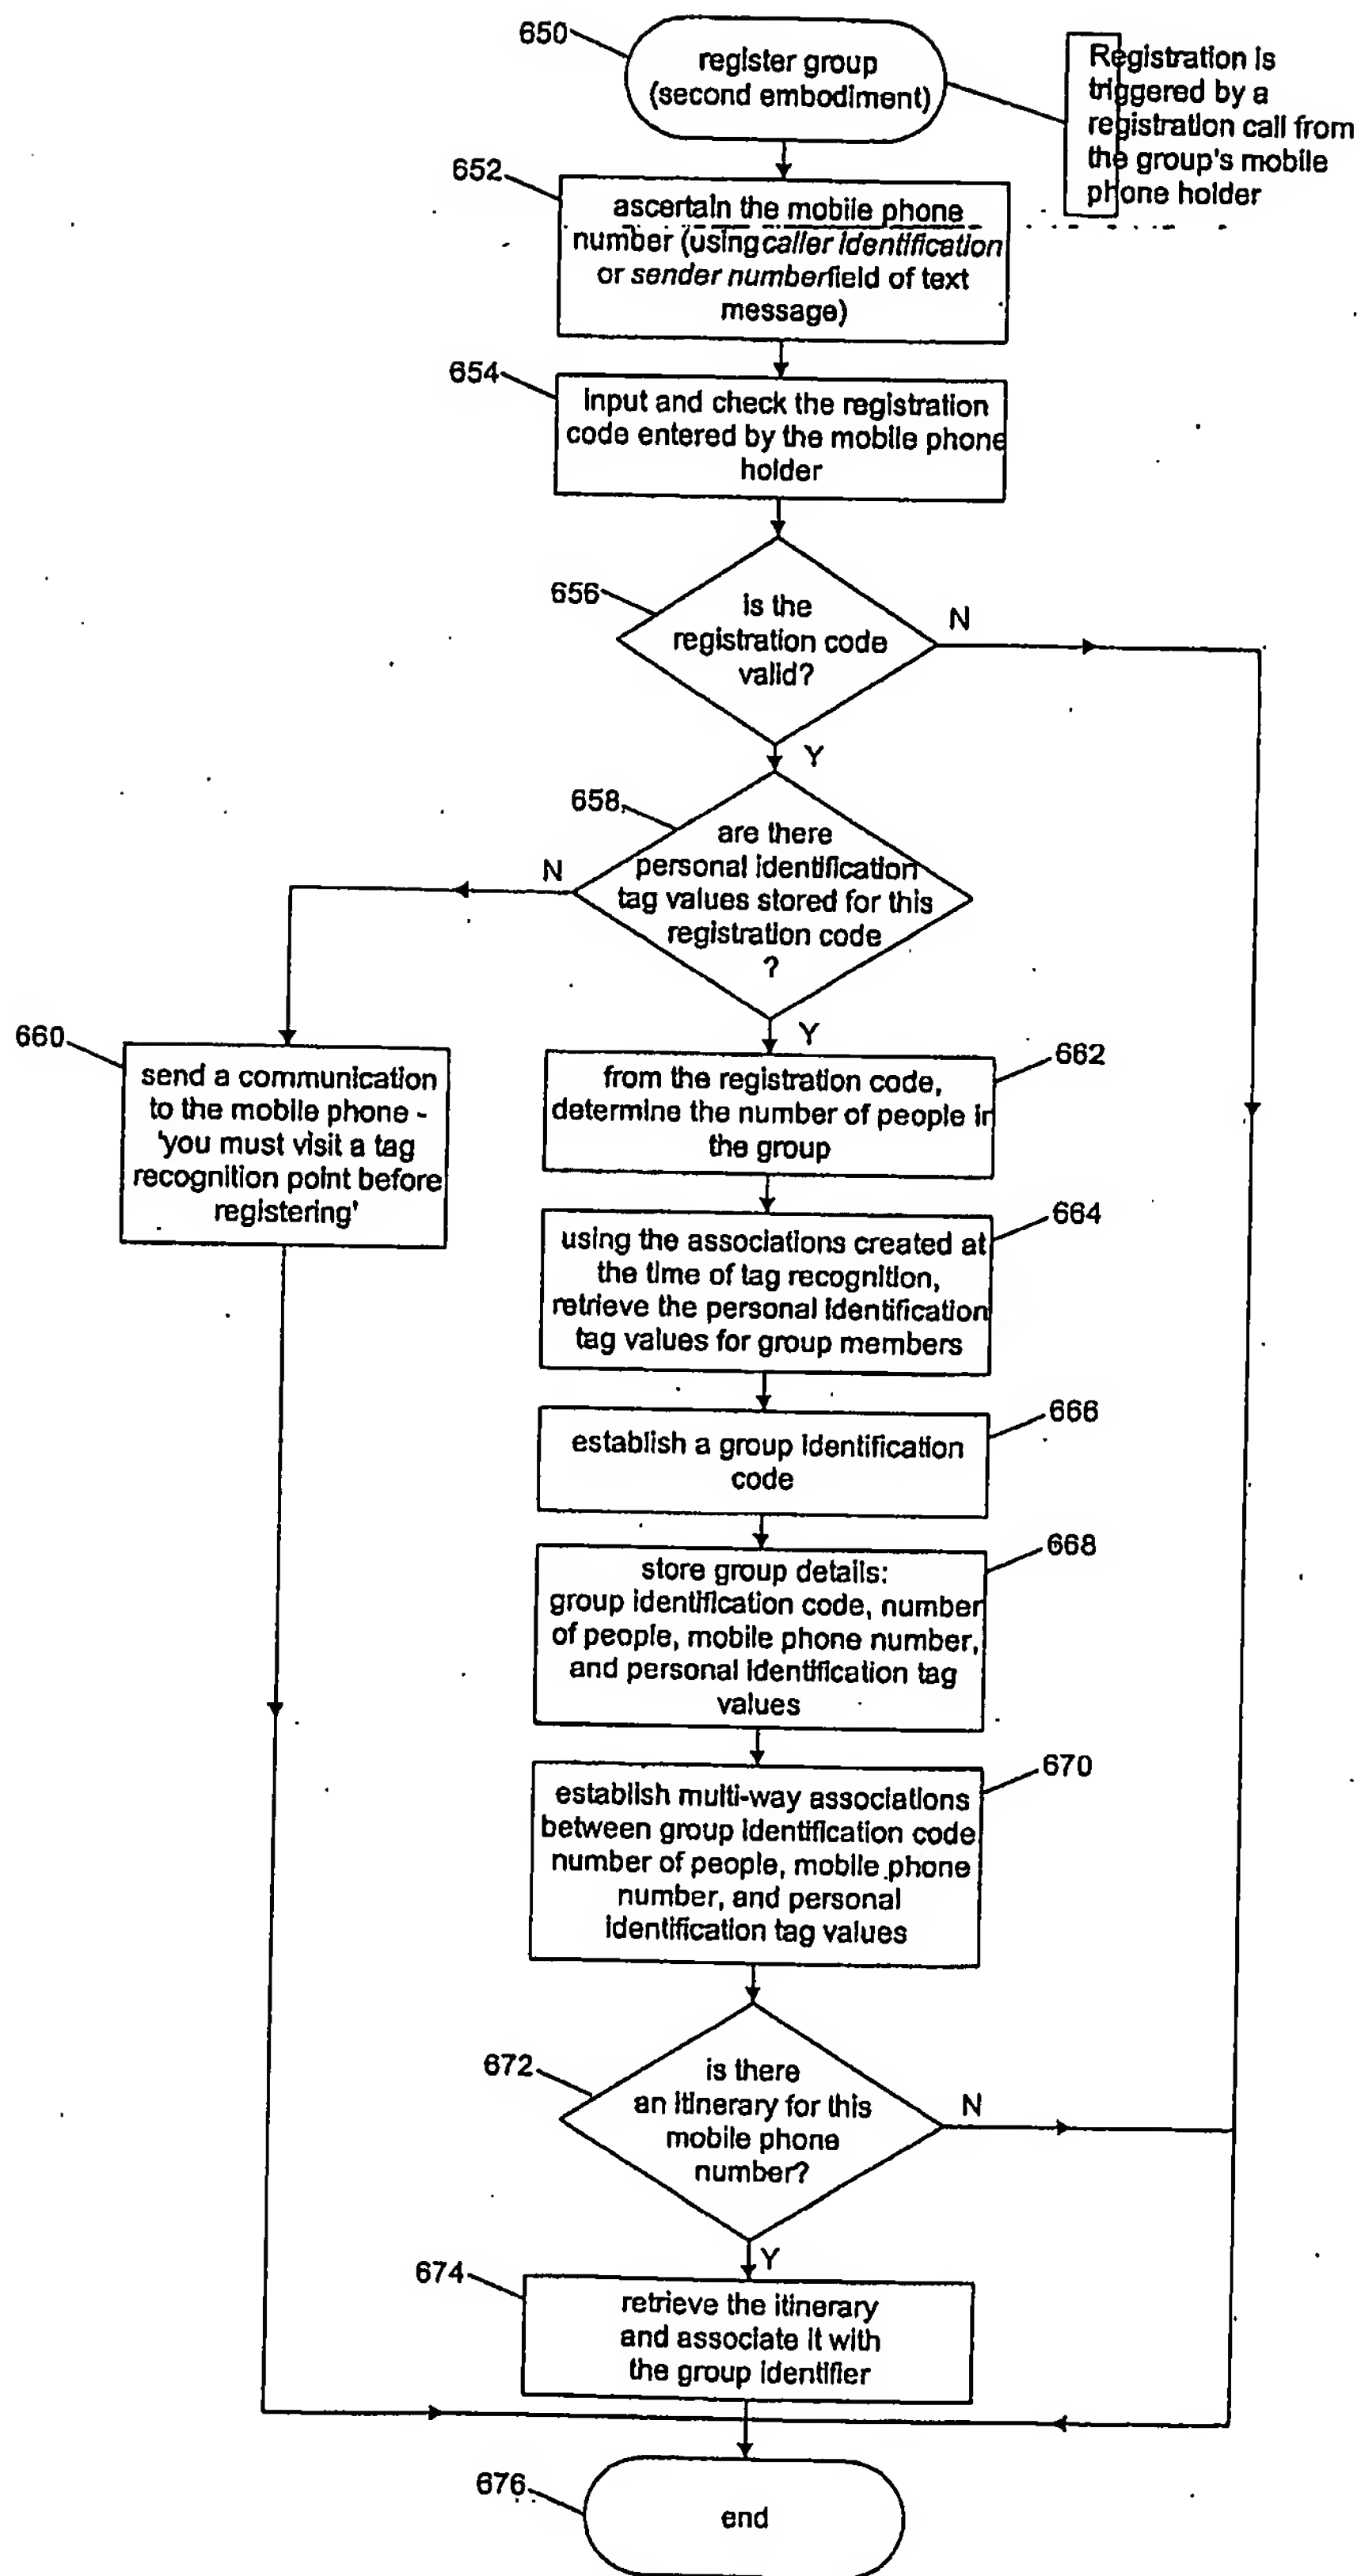 650
register group
(second embodiment)
Registration is
triggered by a
registration call from
the group's mobile
phone holder
652
ascertain the mobile phone
number (using caller identification
or sender number field of text
message)
654
input and check the registration
code entered by the mobile phone
holder
656
is the
registration code
valid?
N
Y
658
are there
personal identification
tag values stored for this
registration code
?
N
Y
660
send a communication
to the mobile phone -
'you must visit a tag
recognition point before
registering'
662
from the registration code,
determine the number of people in
the group
664
using the associations created at
the time of tag recognition,
retrieve the personal identification
tag values for group members
666
establish a group identification
code
668
store group details:
group identification code, number
of people, mobile phone number,
and personal identification tag
values
670
establish multi-way associations
between group identification code
number of people, mobile phone
number, and personal
identification tag values
672
is there
an itinerary for this
mobile phone
number?
N
Y
674
retrieve the itinerary
and associate it with
the group identifier
676
end